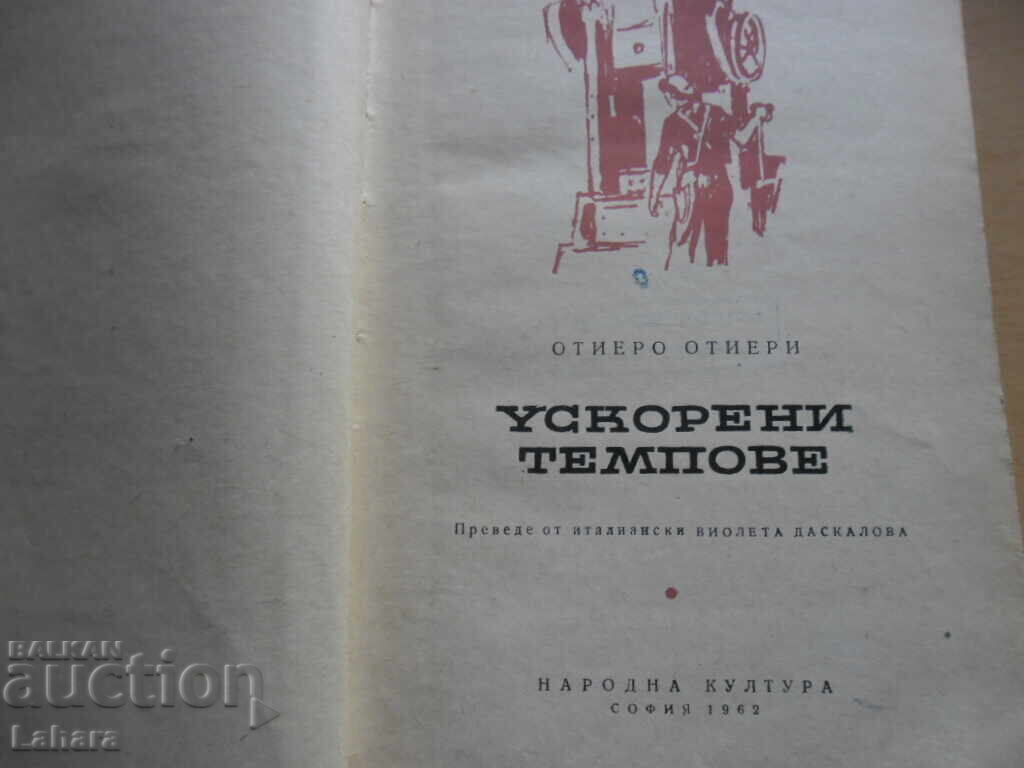 ОТИЕРО ОТИЕРИ
УСКОРЕНИ
ТЕМПОВЕ
Преведе от италиански ВИОЛЕТА ДАСКАЛОВА
НАРОДНА КУЛТУРА
СОФИЯ 1962
BALKAN
auction
Lahara